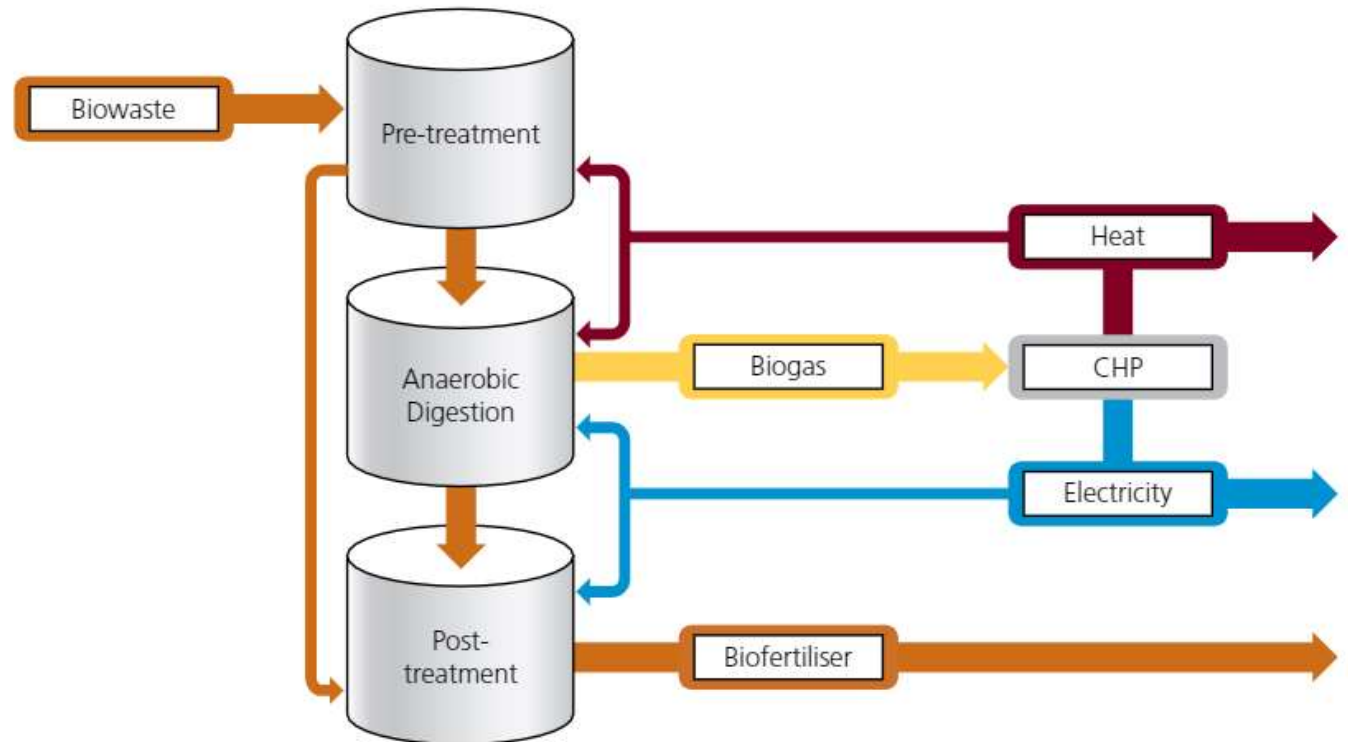 Biowaste
Pre-treatment
Heat
Anaerobic
Digestion
Biogas
CHP
Electricity
Post-
treatment
Biofertiliser